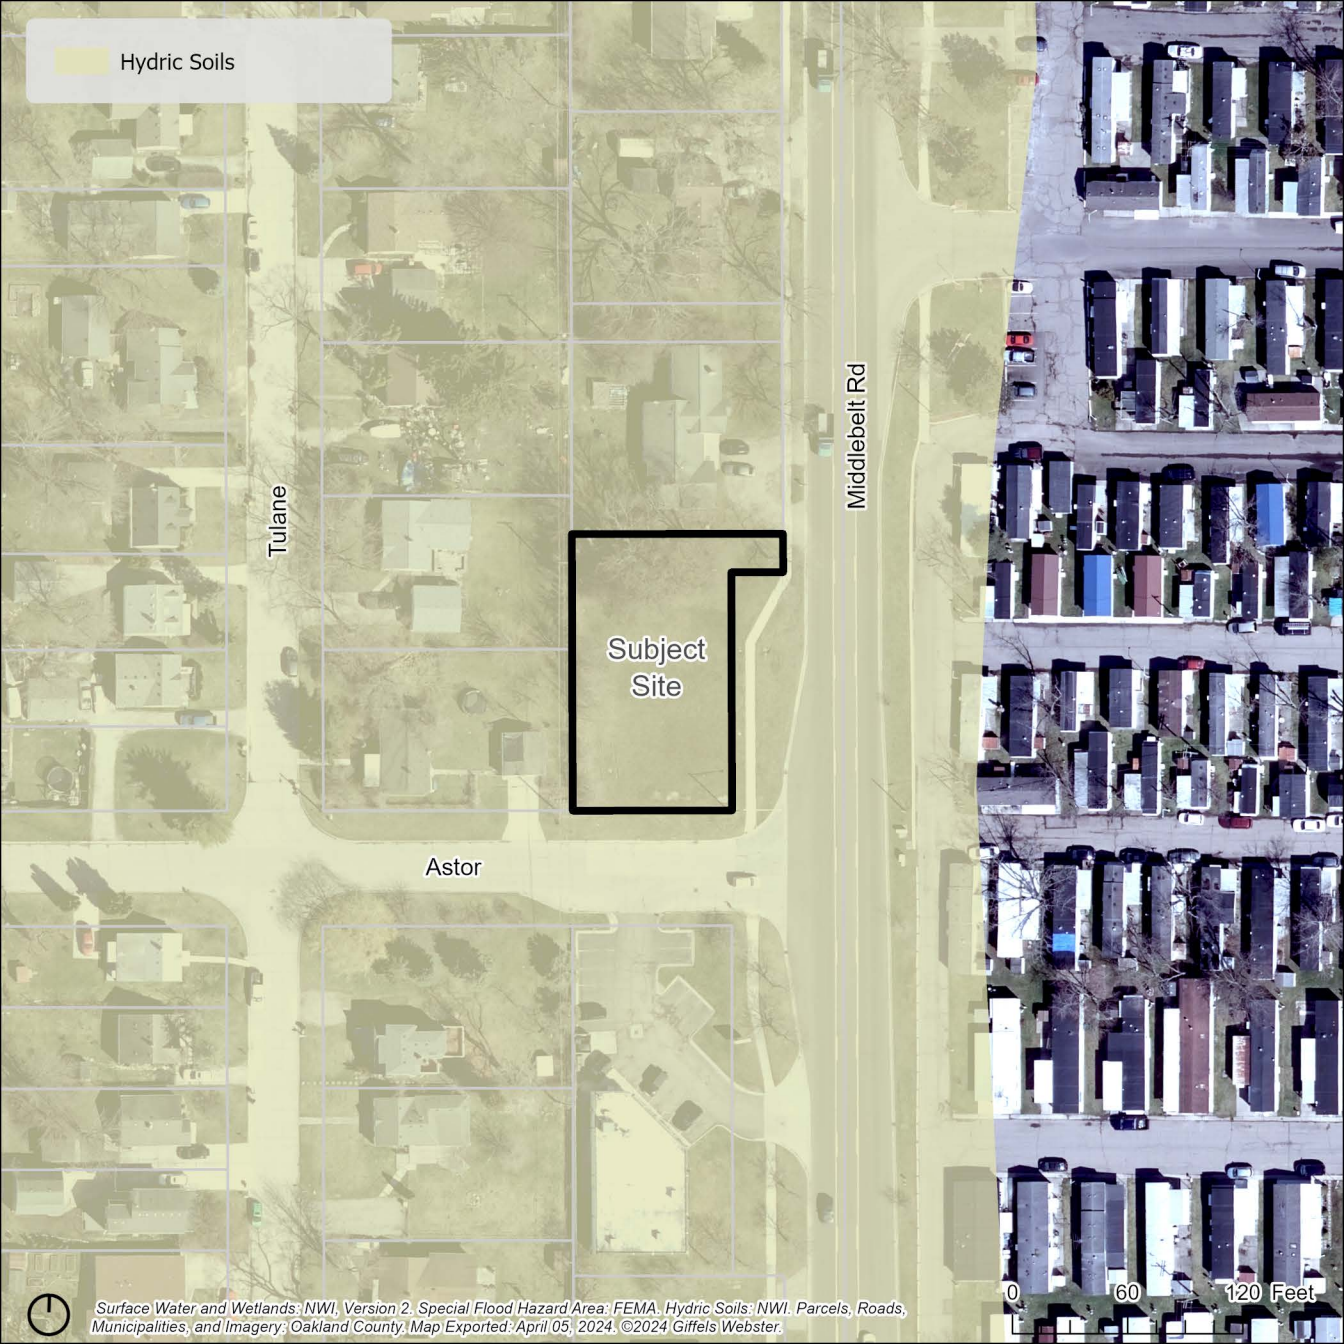 Hydric Soils
Middlebelt Rd
Tulane
Subject
Site
Astor
0 60 120 Feet
Surface Water and Wetlands: NWI, Version 2. Special Flood Hazard Area: FEMA. Hydric Soils: NWI. Parcels, Roads,
Municipalities, and Imagery: Oakland County. Map Exported: April 05, 2024. ©2024 Giffels Webster.